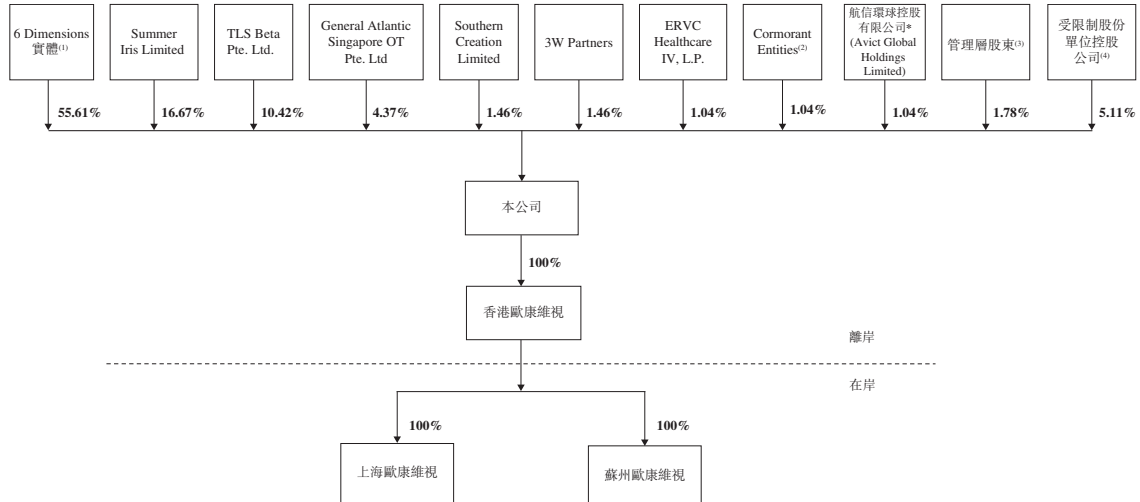 6 Dimensions
實體(1)
Summer
Iris Limited
TLS Beta
Pte. Ltd.
General Atlantic
Singapore OT
Pte. Ltd
Southern
Creation
Limited
3W Partners
ERVC
Healthcare
IV, L.P.
Cormorant
Entities(2)
航信環球控股
有限公司*
(Avict Global
Holdings
Limited)
管理層股東(3)
受限制股份
單位控股
公司(4)
55.61%
16.67%
10.42%
4.37%
1.46%
1.46%
1.04%
1.04%
1.04%
1.78%
5.11%
本公司
100%
香港歐康維視
離岸
在岸
100%
100%
上海歐康維視
蘇州歐康維視